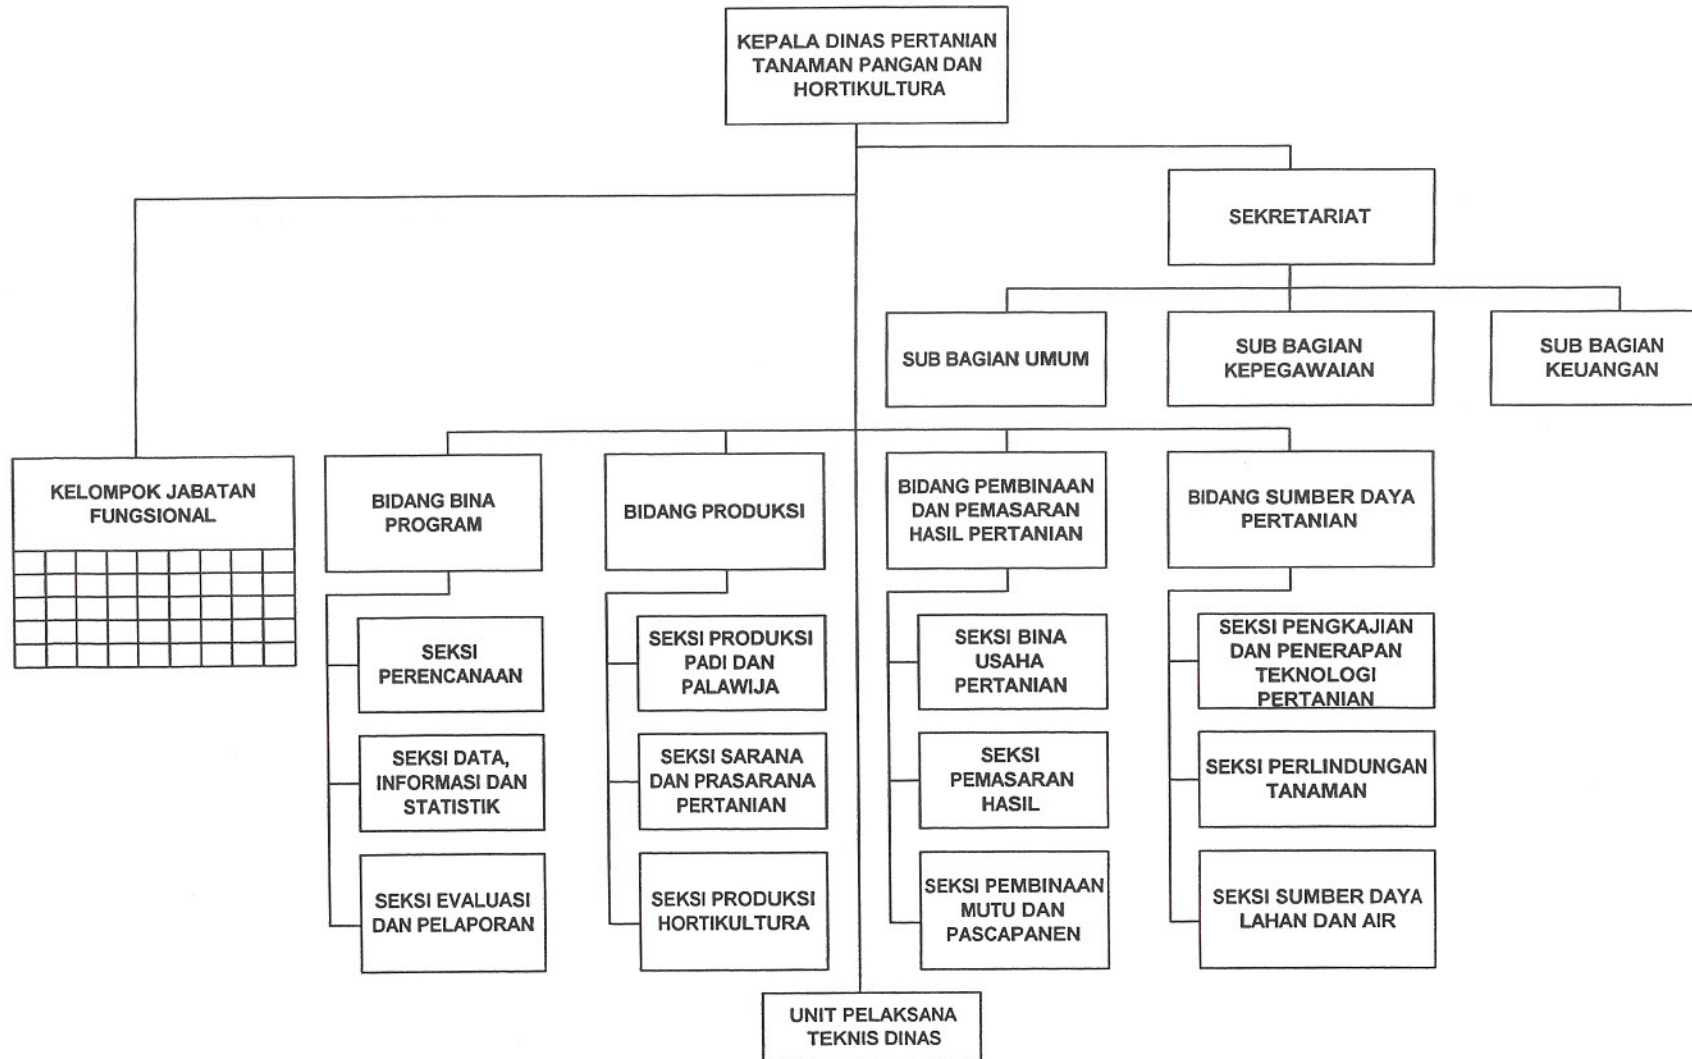 KEPALA DINAS PERTANIAN
TANAMAN PANGAN DAN
HORTIKULTURA
SEKRETARIAT
SUB BAGIAN UMUM
SUB BAGIAN
KEPEGAWAIAN
SUB BAGIAN
KEUANGAN
KELOMPOK JABATAN
FUNGSIONAL
BIDANG BINA
PROGRAM
BIDANG PRODUKSI
BIDANG PEMBINAAN
DAN PEMASARAN
HASIL PERTANIAN
BIDANG SUMBER DAYA
PERTANIAN
SEKSI
PERENCANAAN
SEKSI PRODUKSI
PADI DAN
PALAWIJA
SEKSI BINA
USAHA
PERTANIAN
SEKSI PENGKAJIAN
DAN PENERAPAN
TEKNOLOGI
PERTANIAN
SEKSI DATA,
INFORMASI DAN
STATISTIK
SEKSI SARANA
DAN PRASARANA
PERTANIAN
SEKSI
PEMASARAN
HASIL
SEKSI PERLINDUNGAN
TANAMAN
SEKSI EVALUASI
DAN PELAPORAN
SEKSI PRODUKSI
HORTIKULTURA
SEKSI PEMBINAAN
MUTU DAN
PASCAPANEN
SEKSI SUMBER DAYA
LAHAN DAN AIR
UNIT PELAKSANA
TEKNIS DINAS